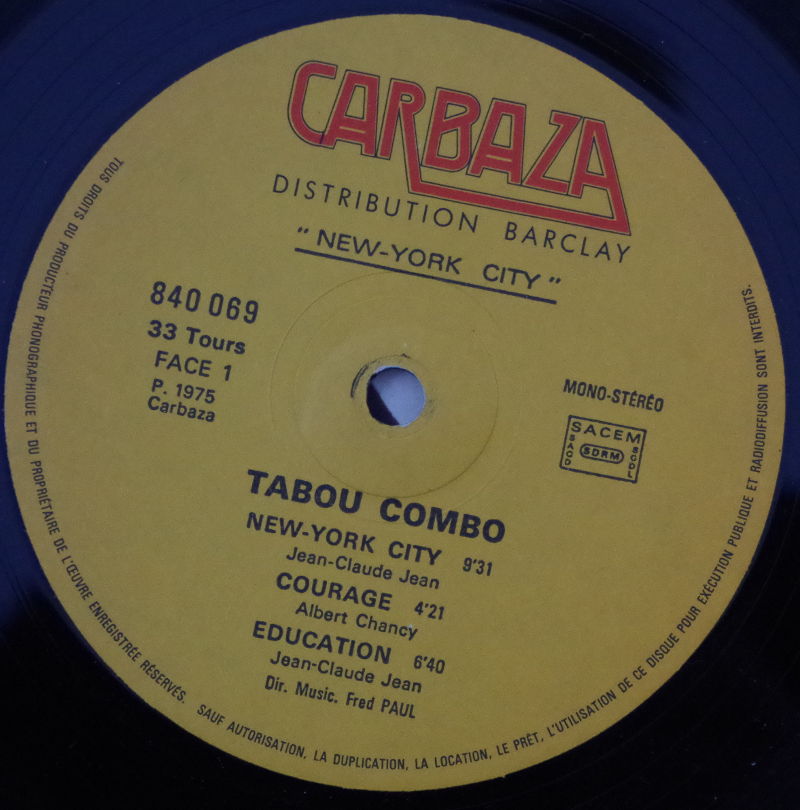 CARBAZA
DISTRIBUTION BARCLAY
" NEW-YORK CITY "
840 069
33 Tours
FACE 1
P. 1975
Carbaza
MONO-STÉRÉO
SACEM
SACD
SDRM
SGDL
TABOU COMBO
NEW-YORK CITY 9'31
Jean-Claude Jean
COURAGE 4'21
Albert Chancy
EDUCATION 6'40
Jean-Claude Jean
Dir. Music. Fred PAUL
TOUS DROITS DU PRODUCTEUR PHONOGRAPHIQUE ET DU PROPRIÉTAIRE DE L'ŒUVRE ENREGISTRÉE RÉSERVÉS. SAUF AUTORISATION, LA DUPLICATION, LA LOCATION, LE PRÊT, L'UTILISATION DE CE DISQUE POUR EXÉCUTION PUBLIQUE ET RADIODIFFUSION SONT INTERDITS.